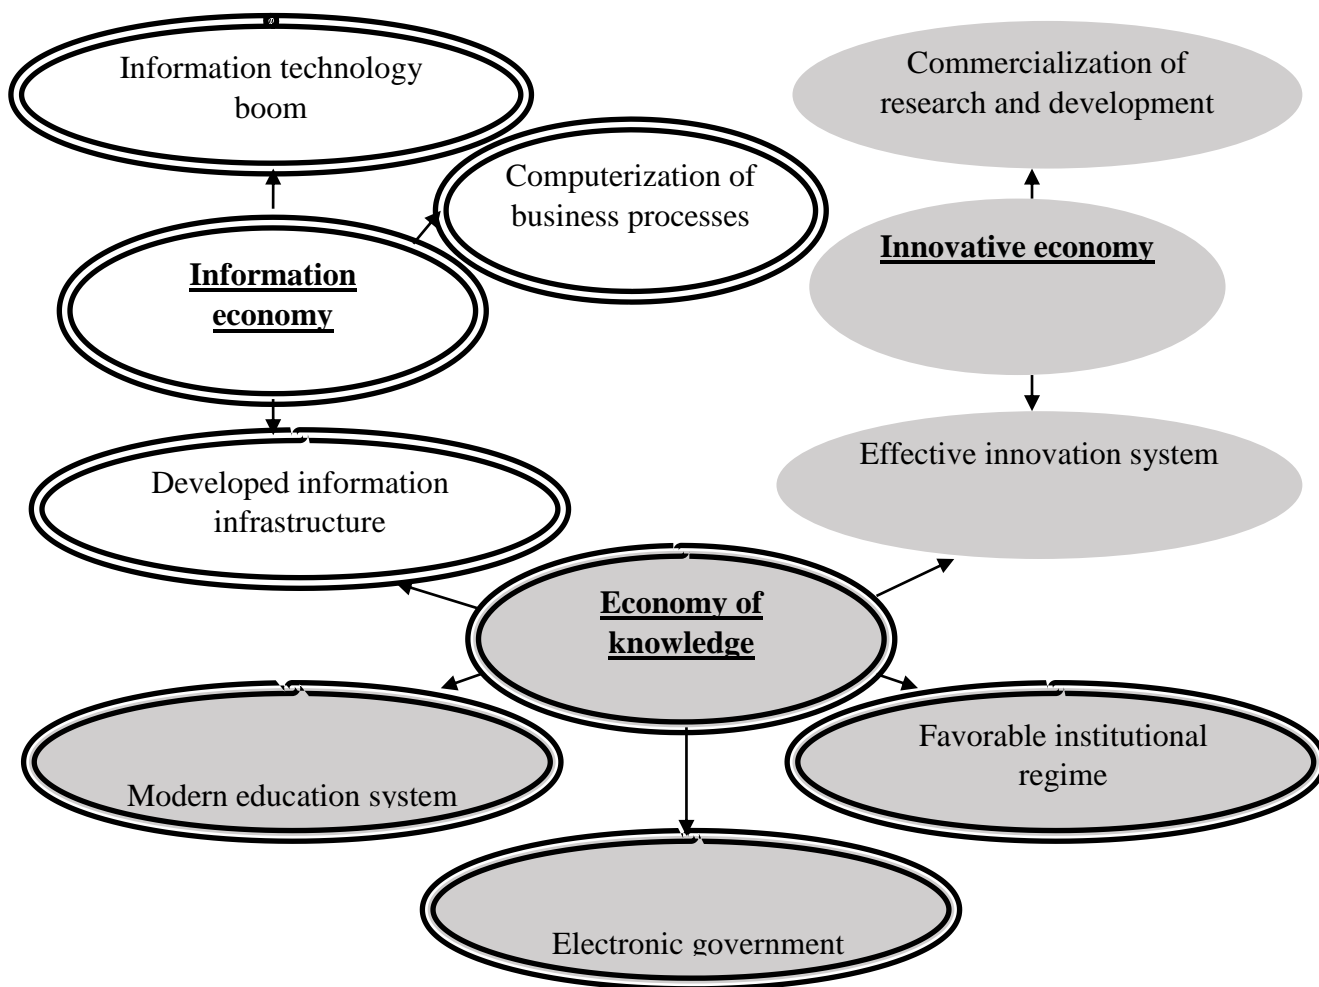 Information technology
boom
Commercialization of
research and development
Computerization of
business processes
Information
economy
Innovative economy
Developed information
infrastructure
Effective innovation system
Economy of
knowledge
Modern education system
Favorable institutional
regime
Electronic government